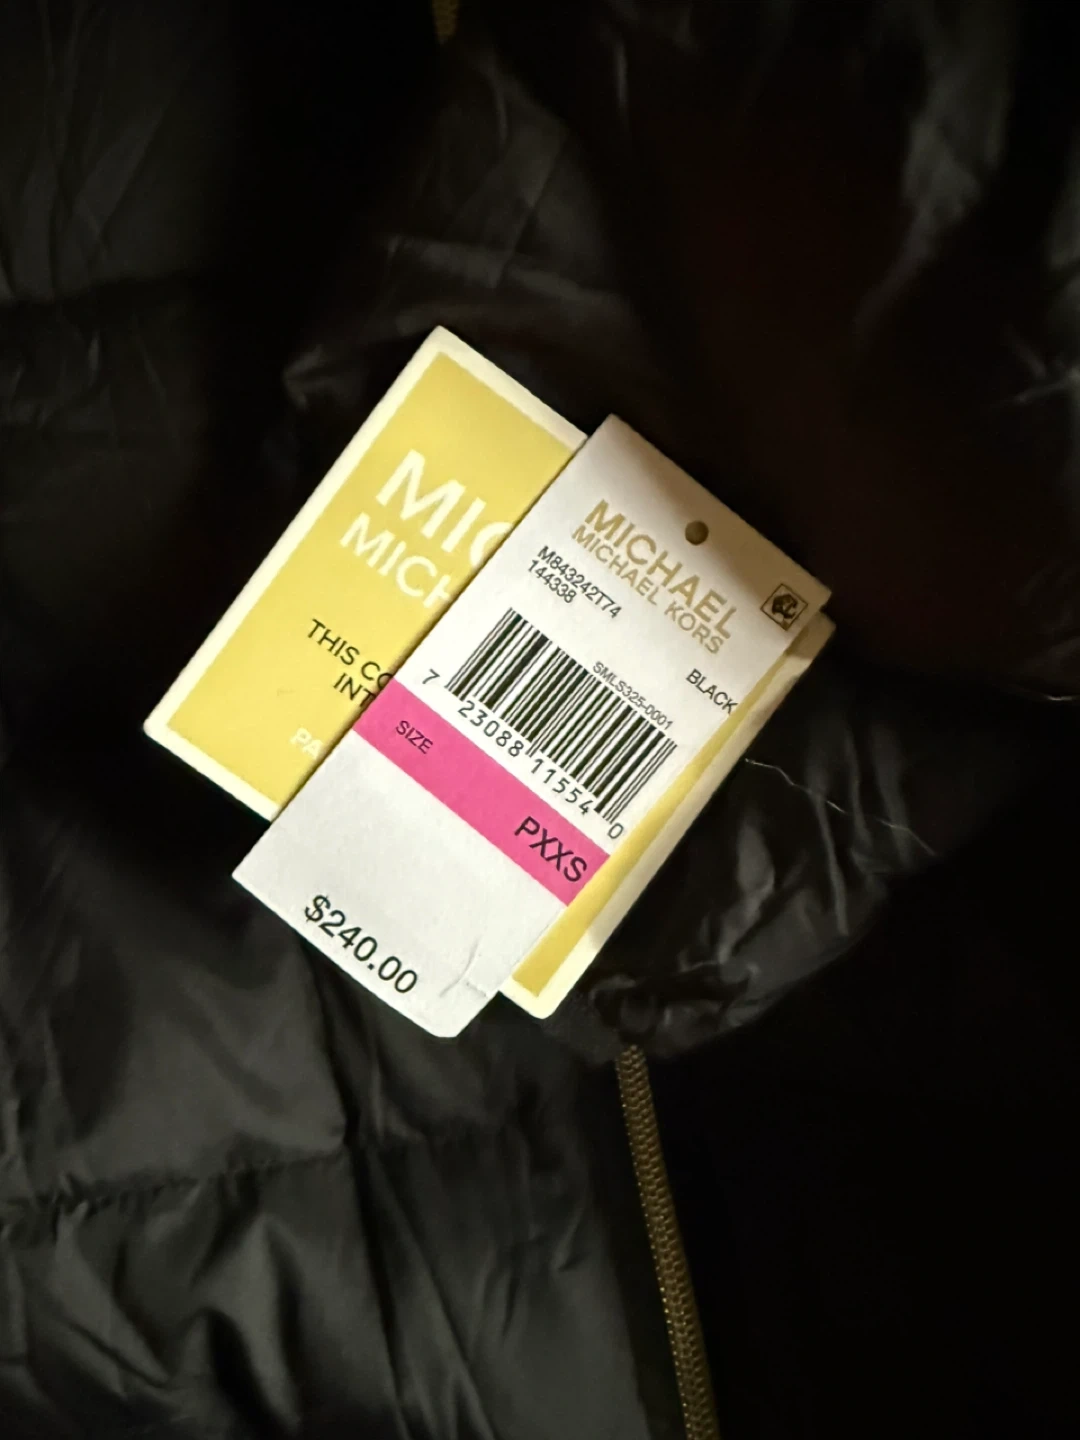 MIC
MICH
THIS CO
INT
PA
MICHAEL
MICHAEL KORS
M843242T74
144338
BLACK
SMLS325-0001
7 23088 11554 0
SIZE
PXXS
$240.00